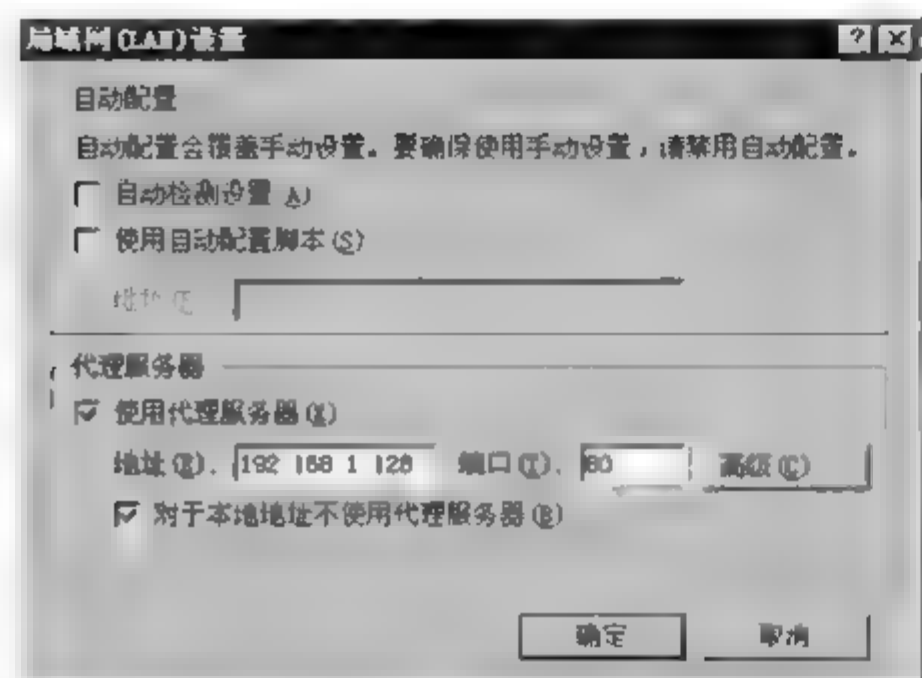 局域网(LAN)设置
自动配置
自动配置会覆盖手动设置。要确保使用手动设置，请禁用自动配置。
自动检测设置 A)
使用自动配置脚本(S)
地址
代理服务器
使用代理服务器(X)
地址(E): 192 168 1 128 端口(T): 80 高级(C)
对于本地地址不使用代理服务器(B)
确定 取消